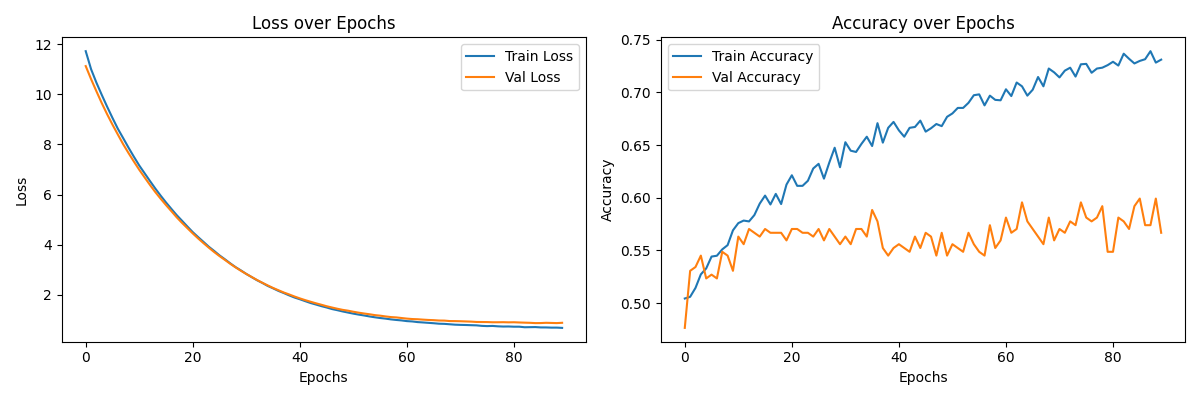 Loss over Epochs
12
10
8
6
4
2
Loss
0
20
40
60
80
Epochs
Train Loss
Val Loss
Accuracy over Epochs
0.75
0.70
0.65
0.60
0.55
0.50
Accuracy
0
20
40
60
80
Epochs
Train Accuracy
Val Accuracy